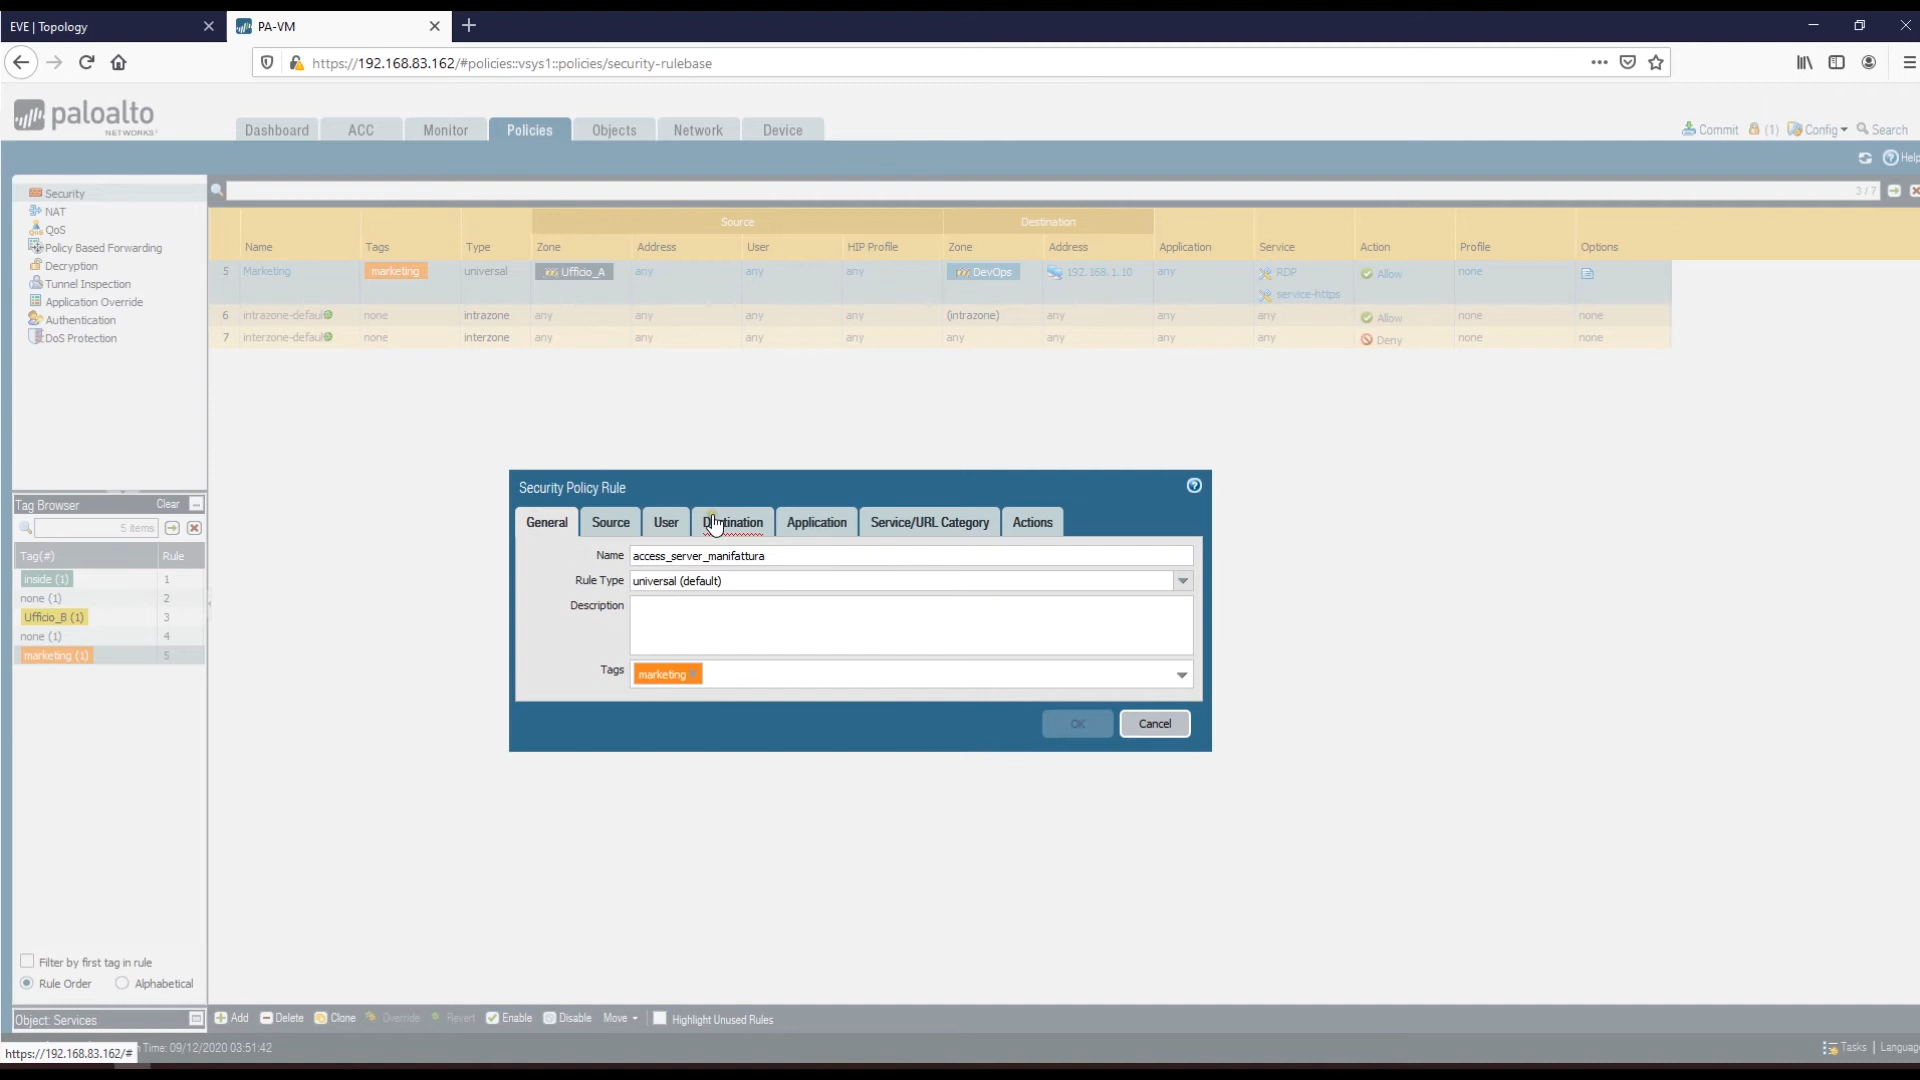 EVE | Topology
PA-VM
https://192.168.83.162/#policies::vsys1::policies/security-rulebase
paloalto
NETWORKS
Dashboard ACC Monitor Policies Objects Network Device
Commit (1) Config Search
Help
Security
NAT
QoS
Policy Based Forwarding
Decryption
Tunnel Inspection
Application Override
Authentication
DoS Protection
3 / 7
Source Destination
Name Tags Type Zone Address User HIP Profile Zone Address Application Service Action Profile Options
5 Marketing marketing universal Ufficio_A any any any DevOps 192.168.1.10 any RDP Allow none
service-https
6 intrazone-default none intrazone any any any any (intrazone) any any any Allow none none
7 interzone-default none interzone any any any any any any any any Deny none none
Security Policy Rule
General Source User Application Service/URL Category Actions
Name access_server_manifattura
Rule Type universal (default)
Description
Tags marketing
OK Cancel
Tag Browser Clear
5 items
Tag(#) Rule
inside (1) 1
none (1) 2
Ufficio_B (1) 3
none (1) 4
marketing (1) 5
Filter by first tag in rule
Rule Order Alphabetical
Object: Services
Add Delete Clone Override Revert Enable Disable Move Highlight Unused Rules
https://192.168.83.162/#
Time: 09/12/2020 03:51:42
Tasks | Languag